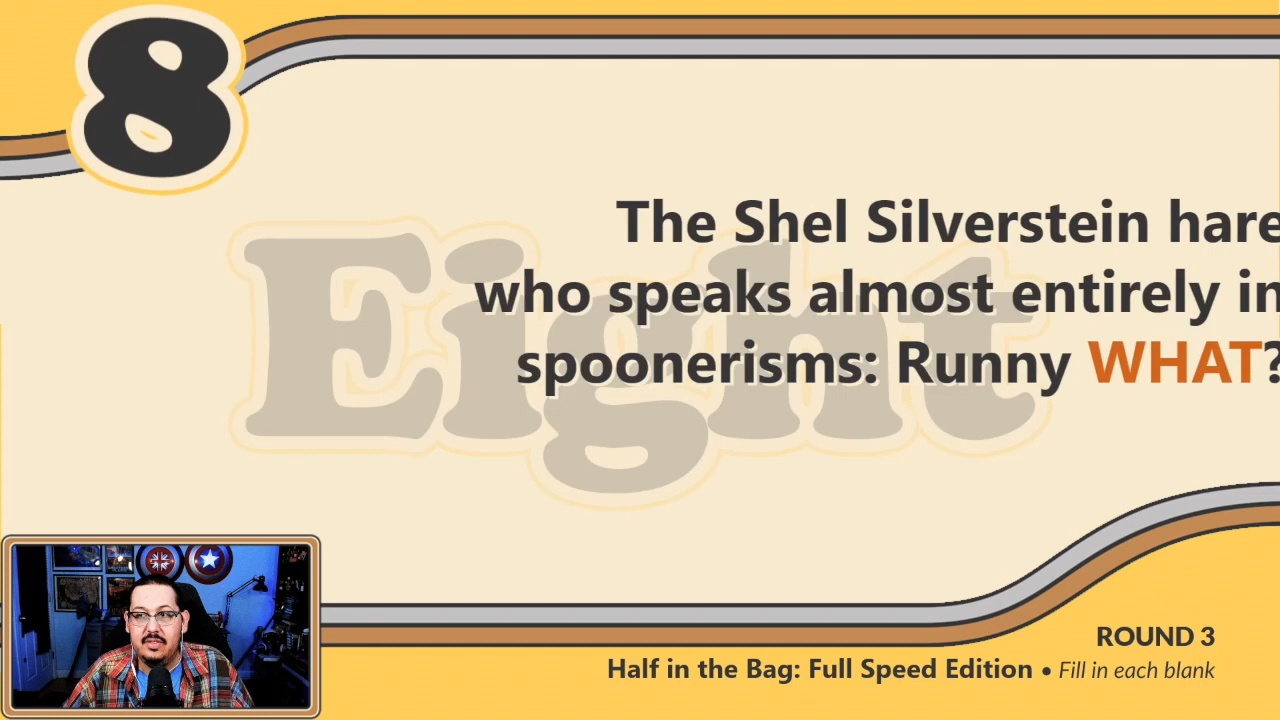 8
Eight
The Shel Silverstein hare
who speaks almost entirely in
spoonerisms: Runny WHAT?
ROUND 3
Half in the Bag: Full Speed Edition • Fill in each blank